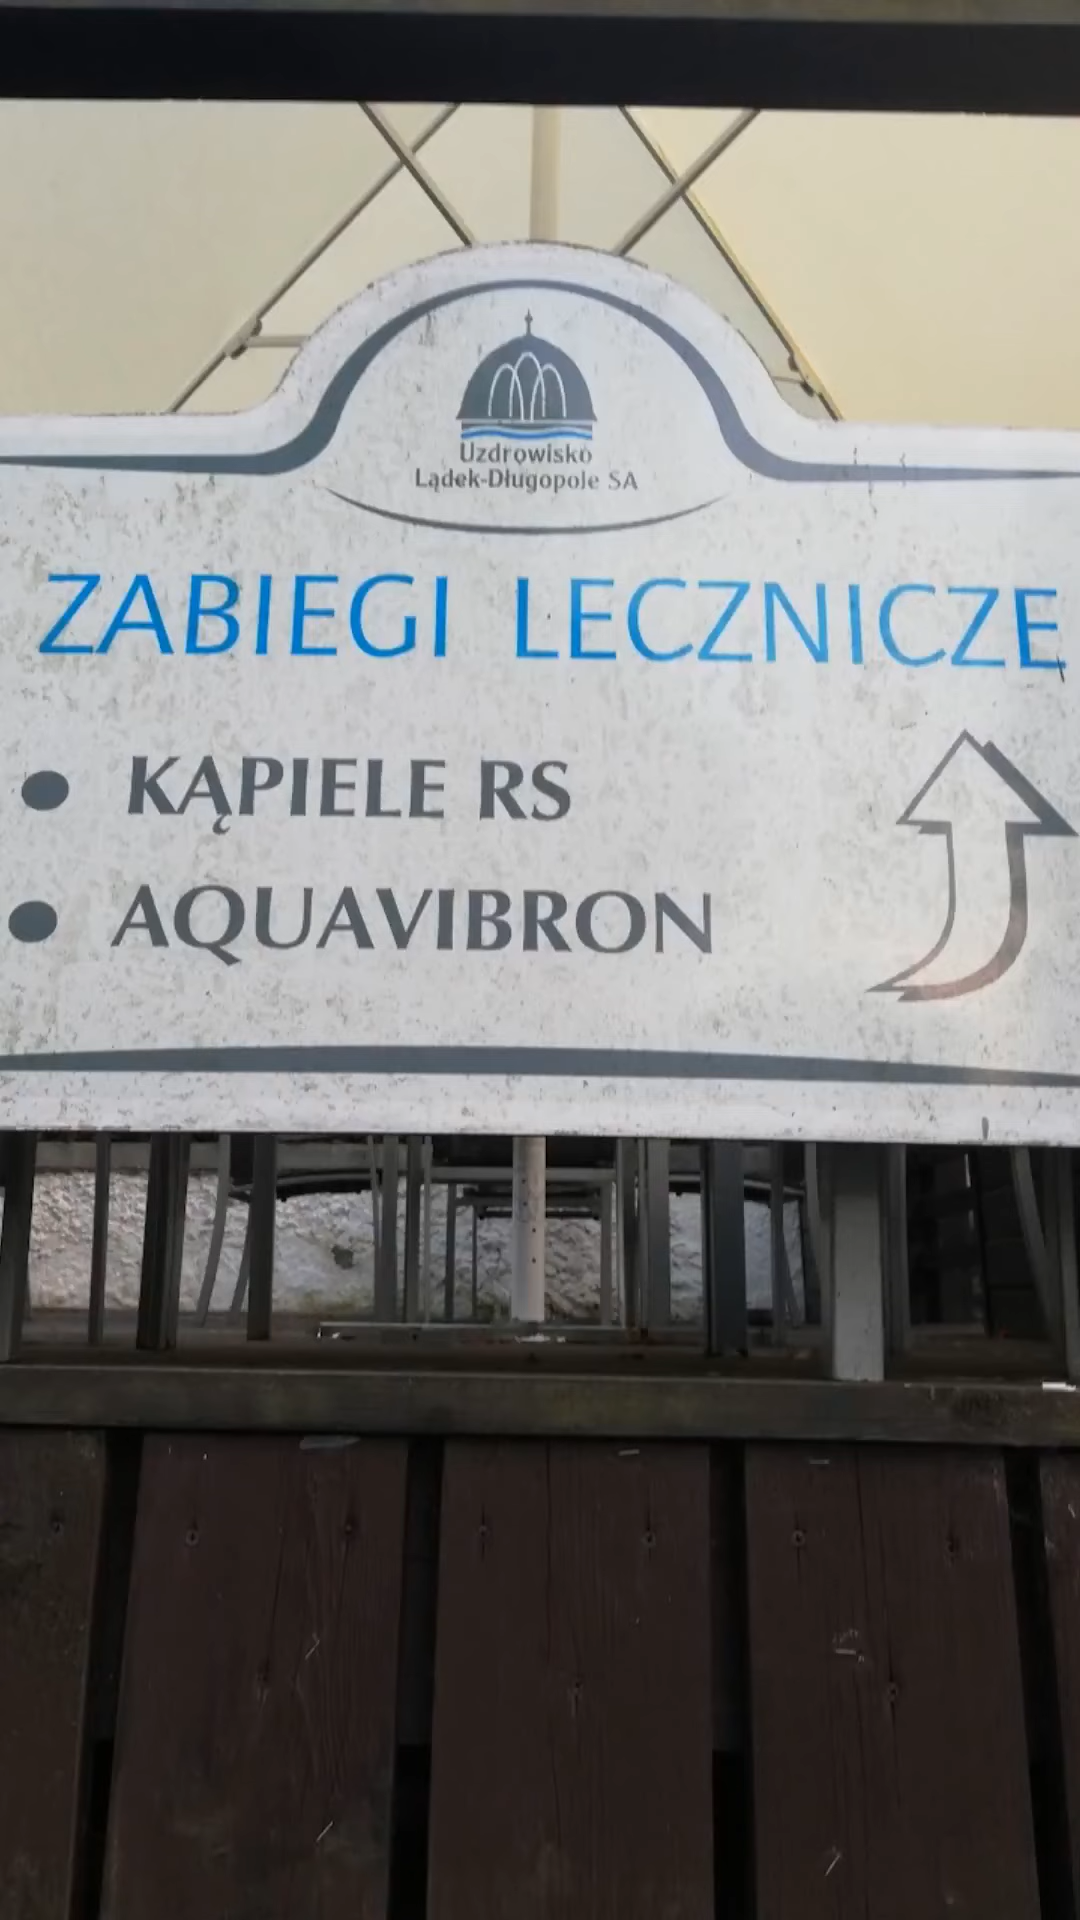 Uzdrowisko
Lądek-Długopole SA
ZABIEGI LECZNICZE
• KĄPIELE RS
• AQUAVIBRON